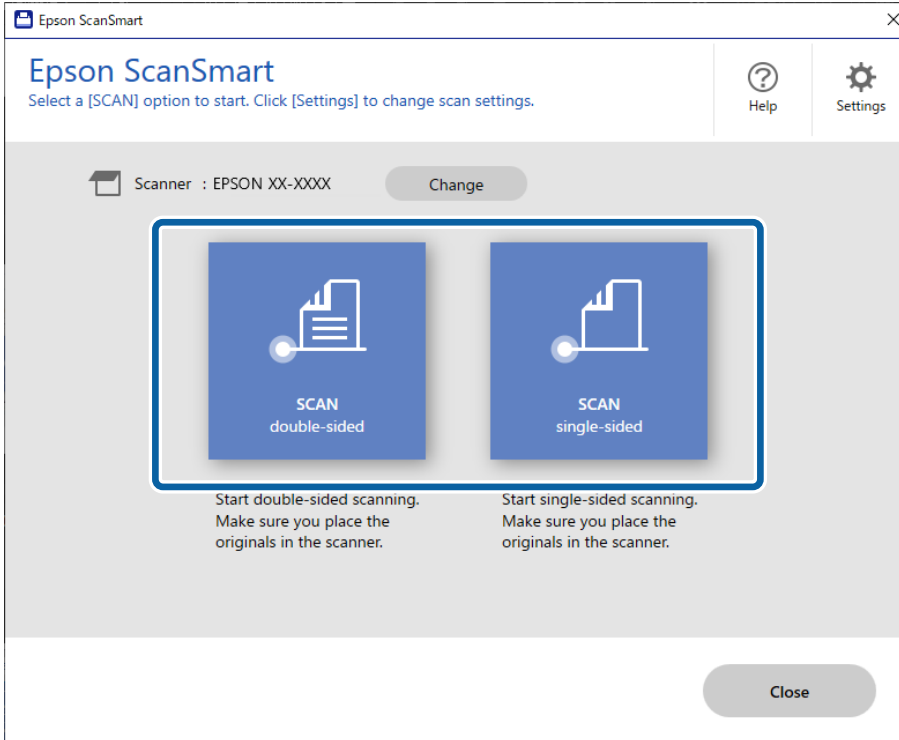 Epson ScanSmart
Epson ScanSmart
Select a [SCAN] option to start. Click [Settings] to change scan settings.
Help
Settings
Scanner : EPSON XX-XXXX
Change
SCAN
double-sided
SCAN
single-sided
Start double-sided scanning.
Make sure you place the
originals in the scanner.
Start single-sided scanning.
Make sure you place the
originals in the scanner.
Close